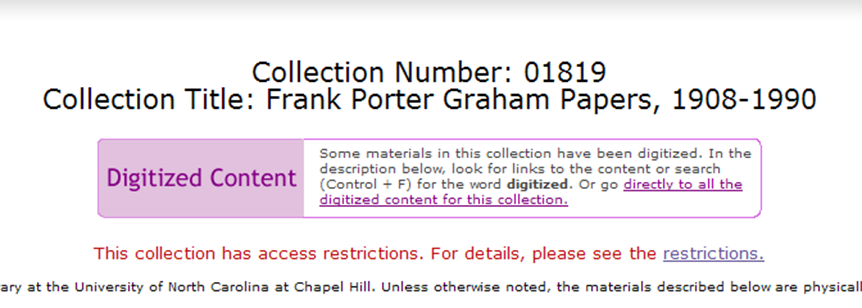 Collection Number: 01819
Collection Title: Frank Porter Graham Papers, 1908-1990
Digitized Content
Some materials in this collection have been digitized. In the
description below, look for links to the content or search
(Control + F) for the word digitized. Or go directly to all the
digitized content for this collection.
This collection has access restrictions. For details, please see the restrictions.
at the University of North Carolina at Chapel Hill. Unless otherwise noted, the materials described below are